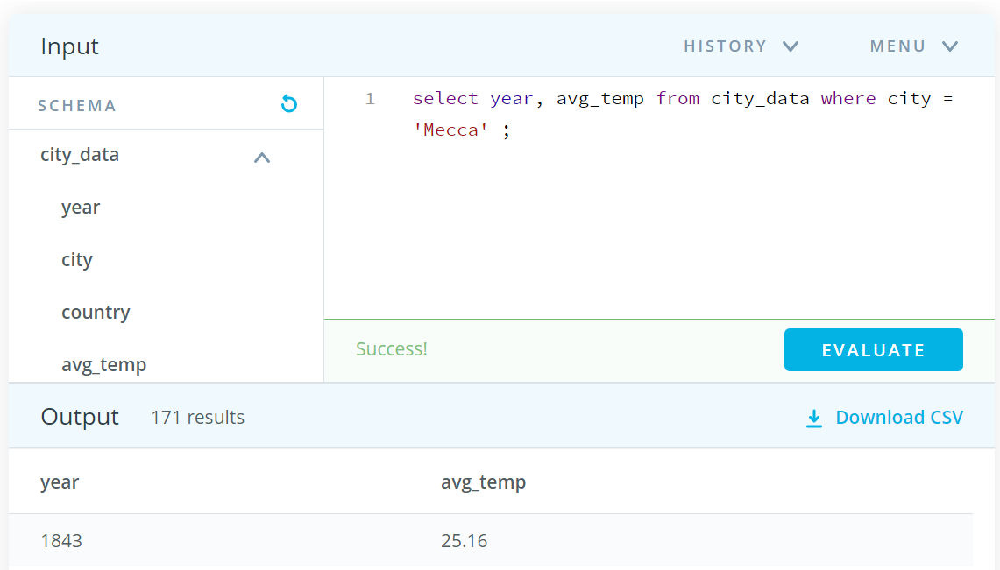 Input
HISTORY
MENU
SCHEMA
city_data
year
city
country
avg_temp
1
select year, avg_temp from city_data where city =
'Mecca' ;
Success!
EVALUATE
Output
171 results
Download CSV
year avg_temp
1843 25.16